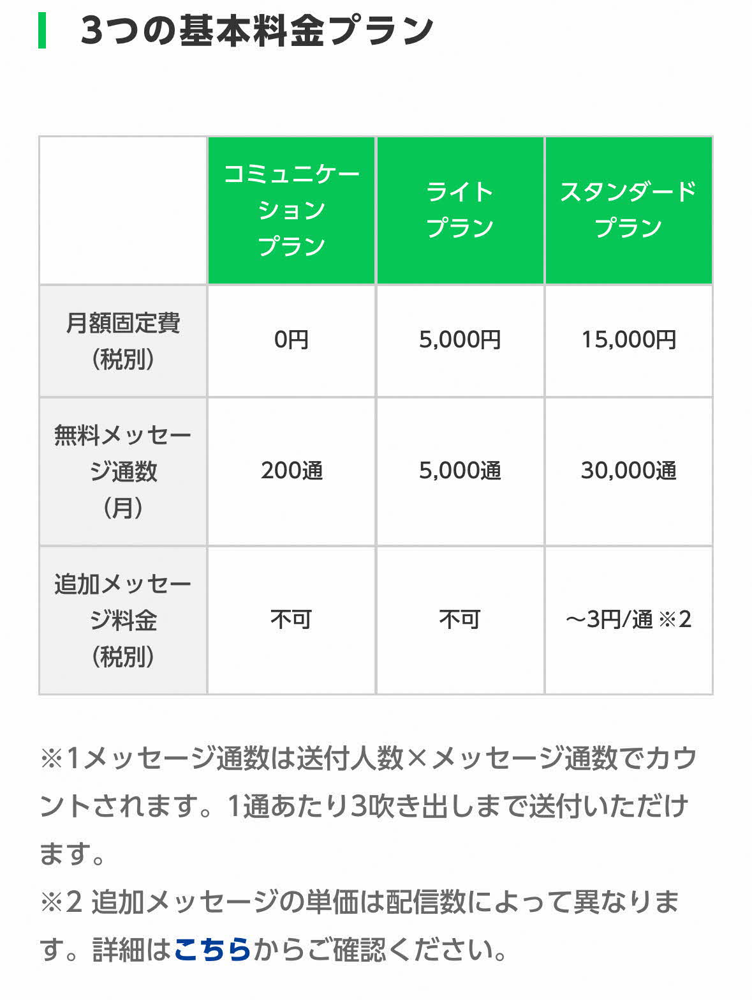 3つの基本料金プラン
コミュニケー
ション
プラン
ライト
プラン
スタンダード
プラン
月額固定費
（税別）
0円
5,000円
15,000円
無料メッセー
ジ通数
（月）
200通
5,000通
30,000通
追加メッセー
ジ料金
（税別）
不可
不可
～3円/通 ※2
※1メッセージ通数は送付人数×メッセージ通数でカウ
ントされます。1通あたり3吹き出しまで送付いただけ
ます。
※2 追加メッセージの単価は配信数によって異なりま
す。詳細はこちらからご確認ください。